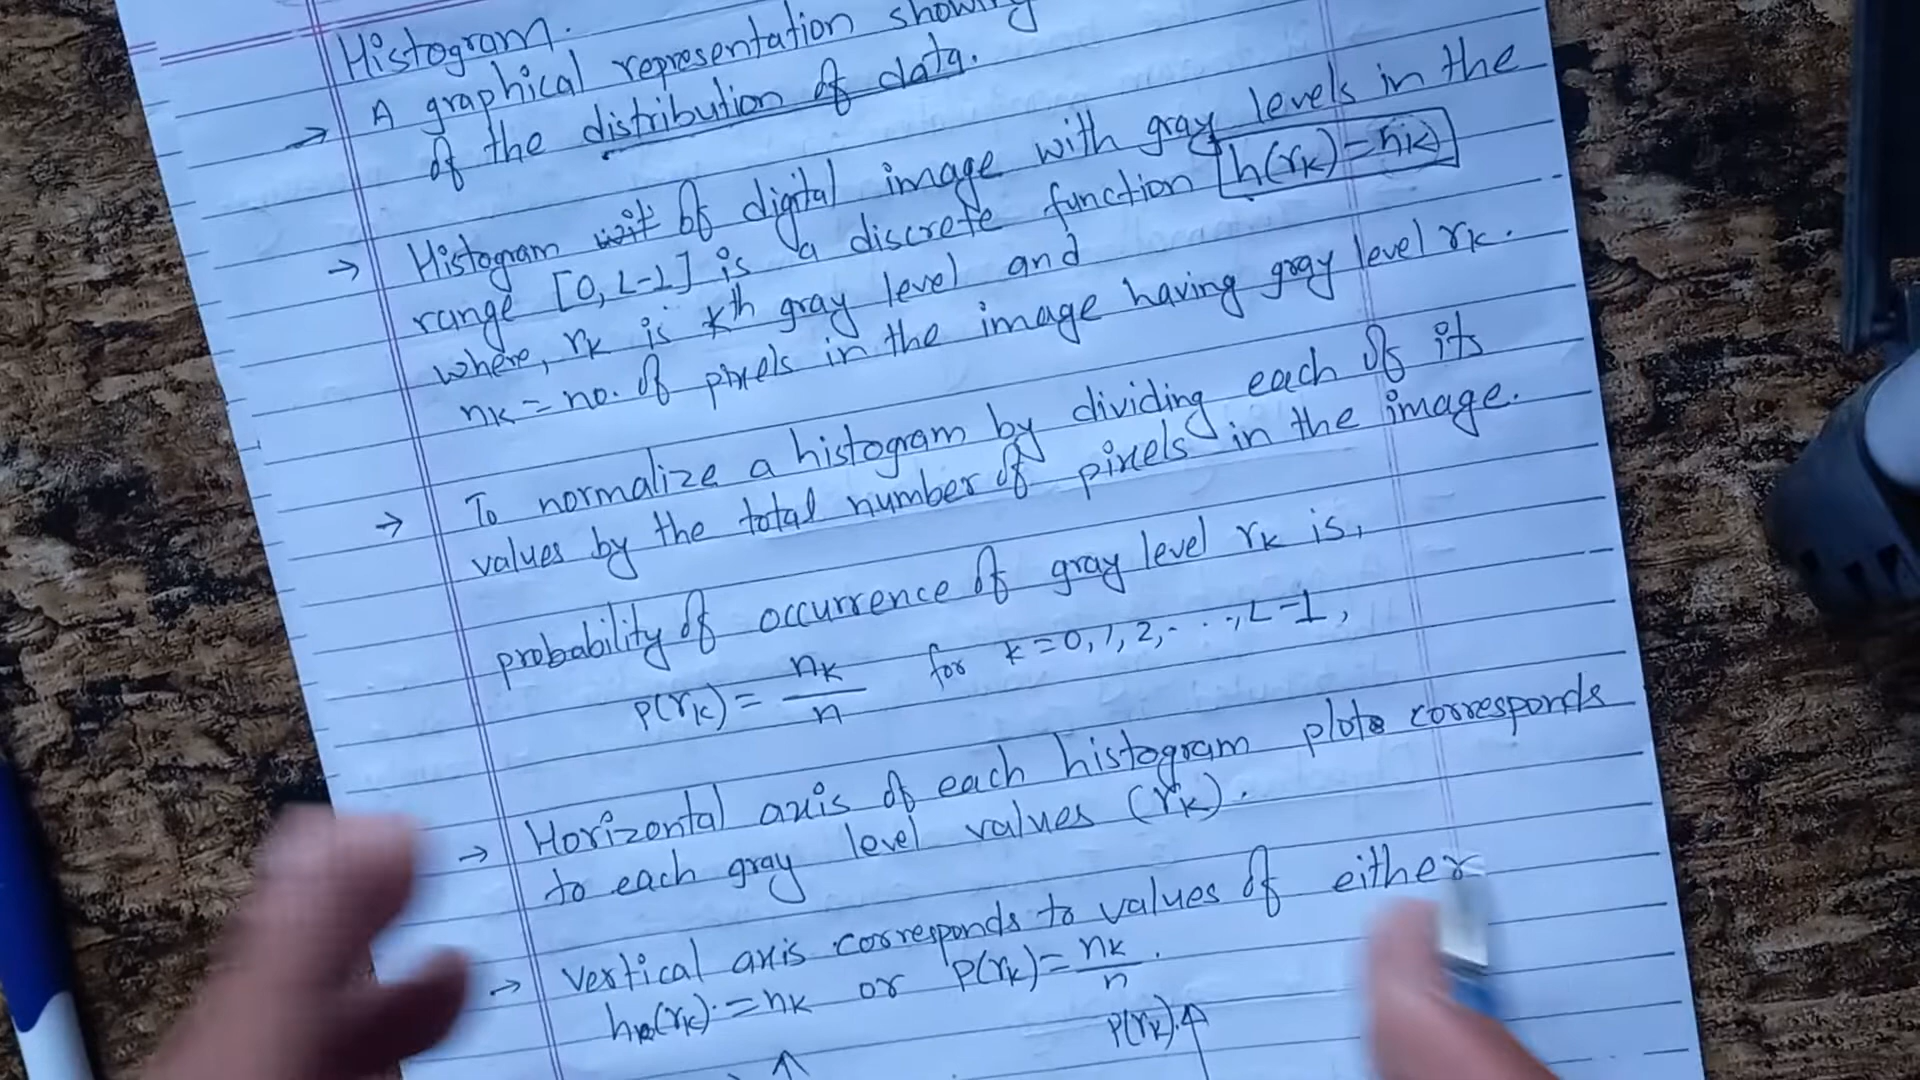 Histogram.
→ A graphical representation showing
of the distribution of data.
→ Histogram of digital image with gray levels in the
range [0, L-1] is a discrete function h(rk)=nk
where, rk is kth gray level and
nk = no. of pixels in the image having gray level rk.
→ To normalize a histogram by dividing each of its
values by the total number of pixels in the image.
probability of occurrence of gray level rk is,
p(rk) = nk/n for k=0,1,2,...,L-1,
→ Horizontal axis of each histogram plots corresponds
to each gray level values (rk).
→ vertical axis corresponds to values of either
h(rk).=nk or p(rk)=nk/n.
p(rk)↑